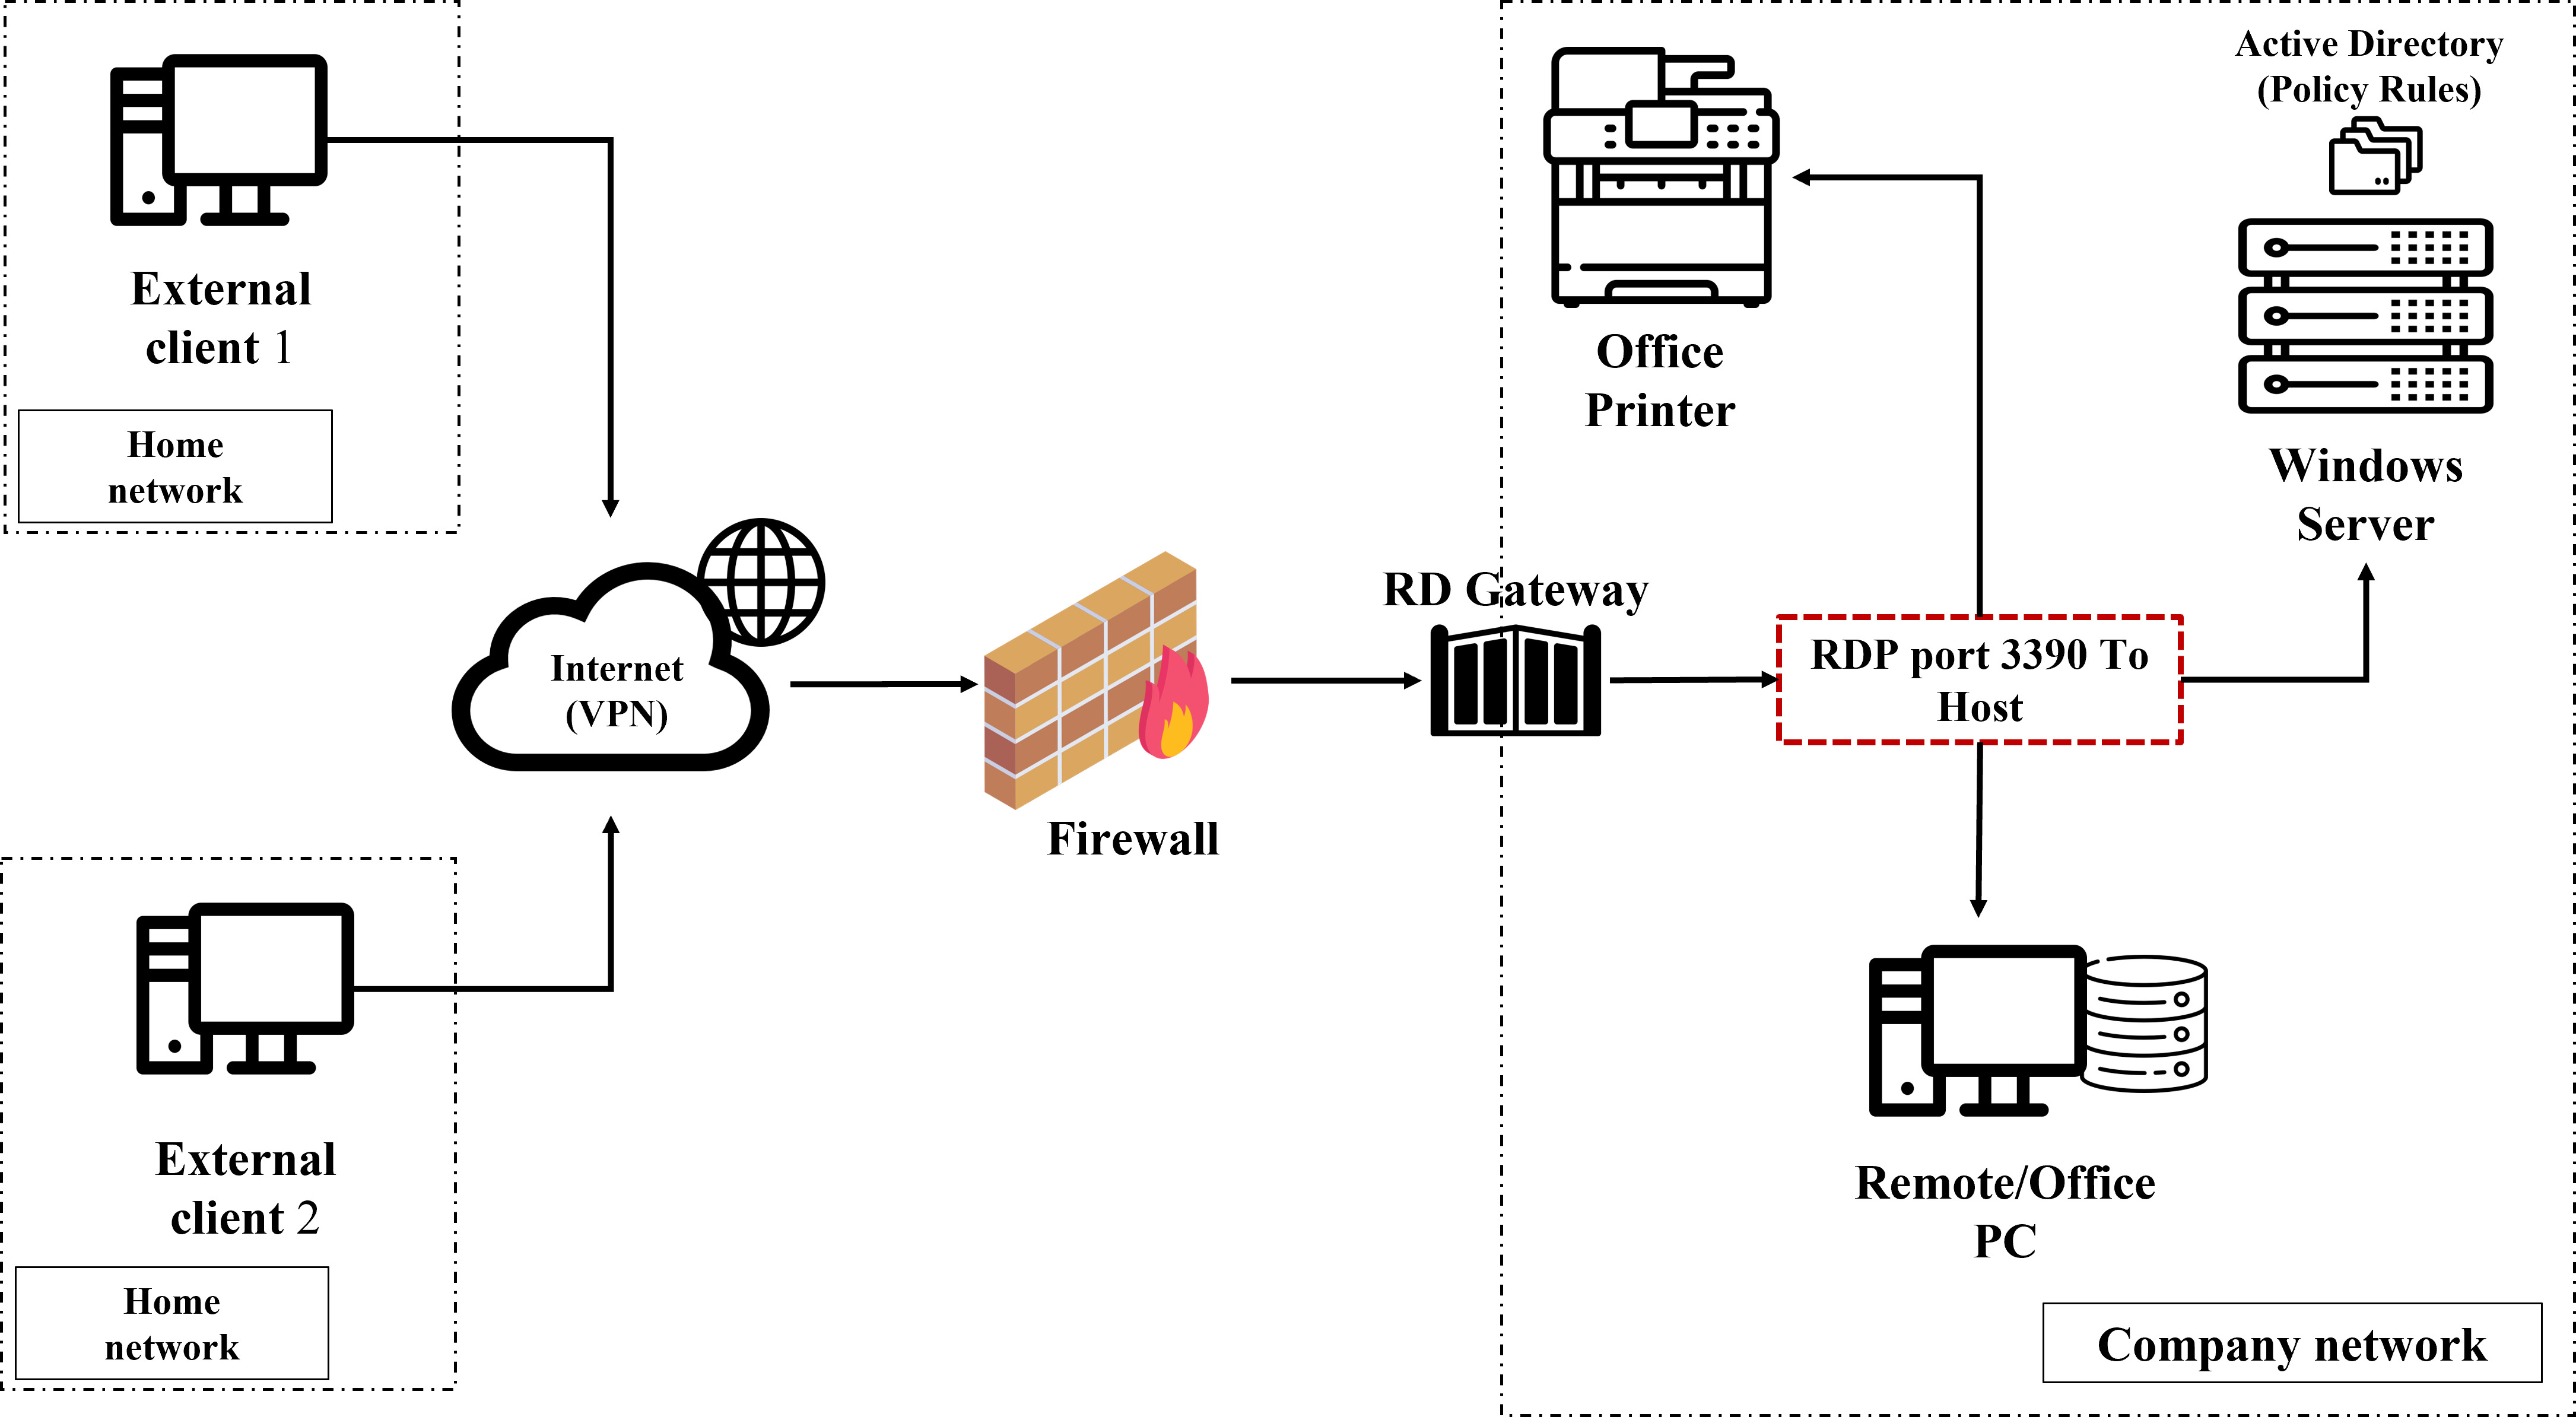 External
client 1
Home
network
Internet
(VPN)
External
client 2
Home
network
Firewall
RD Gateway
Office
Printer
Active Directory
(Policy Rules)
Windows
Server
RDP port 3390 To
Host
Remote/Office
PC
Company network